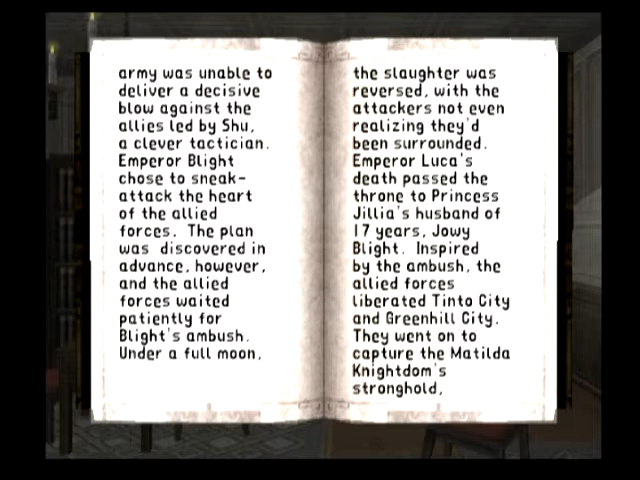 army was unable to
deliver a decisive
blow against the
allies led by Shu,
a clever tactician.
Emperor Blight
chose to sneak-
attack the heart
of the allied
forces. The plan
was discovered in
advance, however,
and the allied
forces waited
patiently for
Blight's ambush.
Under a full moon,
the slaughter was
reversed, with the
attackers not even
realizing they'd
been surrounded.
Emperor Luca's
death passed the
throne to Princess
Jillia's husband of
17 years, Jowy
Blight. Inspired
by the ambush, the
allied forces
liberated Tinto City
and Greenhill City.
They went on to
capture the Matilda
Knightdom's
stronghold,